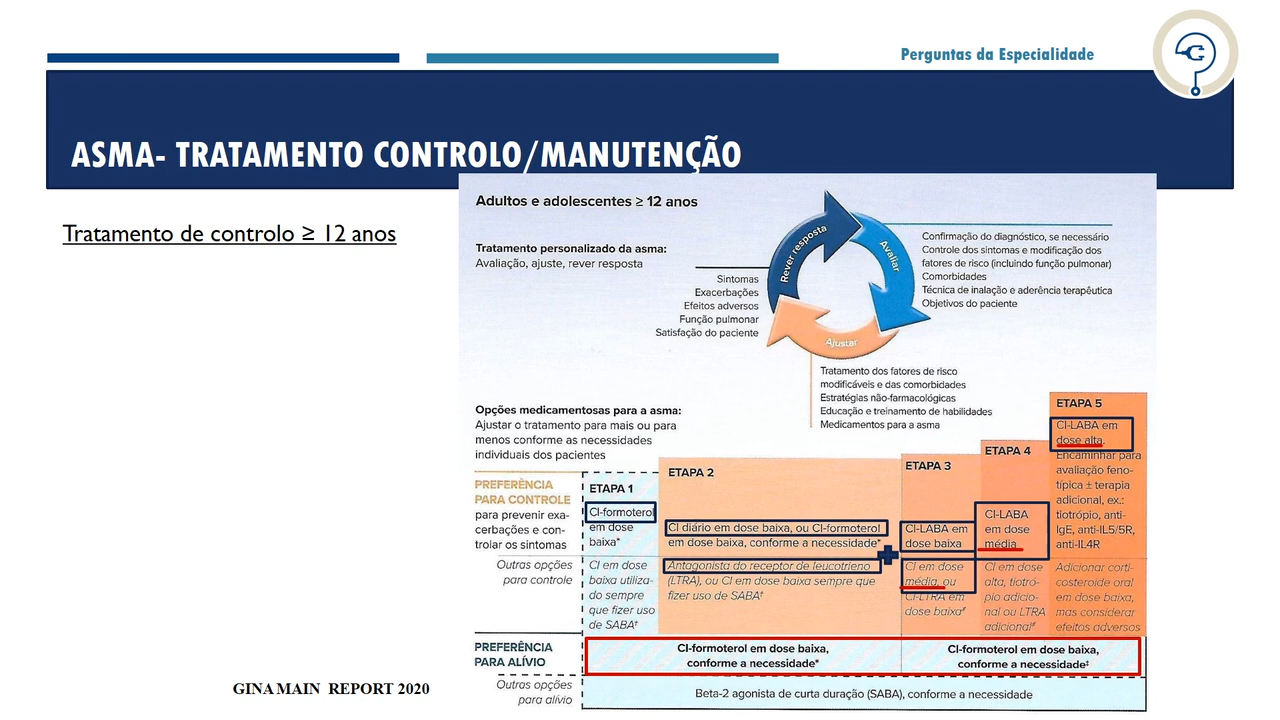 Perguntas da Especialidade
G
ASMA- TRATAMENTO CONTROLO/MANUTENÇÃO
Tratamento de controlo ≥ 12 anos
Adultos e adolescentes ≥ 12 anos
Tratamento personalizado da asma:
Avaliação, ajuste, rever resposta
Rever resposta
Avaliar
Ajustar
Sintomas
Exacerbações
Efeitos adversos
Função pulmonar
Satisfação do paciente
Confirmação do diagnóstico, se necessário
Controle dos sintomas e modificação dos
fatores de risco (incluindo função pulmonar)
Comorbidades
Técnica de inalação e aderência terapêutica
Objetivos do paciente
Tratamento dos fatores de risco
modificáveis e das comorbidades
Estratégias não-farmacológicas
Educação e treinamento de habilidades
Medicamentos para a asma
Opções medicamentosas para a asma:
Ajustar o tratamento para mais ou para
menos conforme as necessidades
individuais dos pacientes
PREFERÊNCIA
PARA CONTROLE
para prevenir exa-
cerbações e con-
trolar os sintomas
ETAPA 1
CI-formoterol
em dose
baixa*
ETAPA 2
CI diário em dose baixa, ou CI-formoterol
em dose baixa, conforme a necessidade*
ETAPA 3
CI-LABA em
dose baixa
ETAPA 4
CI-LABA
em dose
média
ETAPA 5
CI-LABA em
dose alta
Encaminhar para
avaliação feno-
típica ± terapia
adicional, ex.:
tiotrópio, anti-
IgE, anti-IL5/5R,
anti-IL4R
Outras opções
para controle
CI em dose
baixa utiliza-
do sempre
que fizer uso
de SABA†
Antagonista do receptor de leucotrieno
(LTRA), ou CI em dose baixa sempre que
fizer uso de SABA†
CI em dose
média, ou
CI-LTRA em
dose baixa#
CI em dose
alta, tiotró-
pio adicio-
nal ou LTRA
adicional#
Adicionar corti-
costeroide oral
em dose baixa,
mas considerar
efeitos adversos
PREFERÊNCIA
PARA ALÍVIO
CI-formoterol em dose baixa,
conforme a necessidade*
CI-formoterol em dose baixa,
conforme a necessidade‡
Outras opções
para alívio
Beta-2 agonista de curta duração (SABA), conforme a necessidade
GINA MAIN REPORT 2020